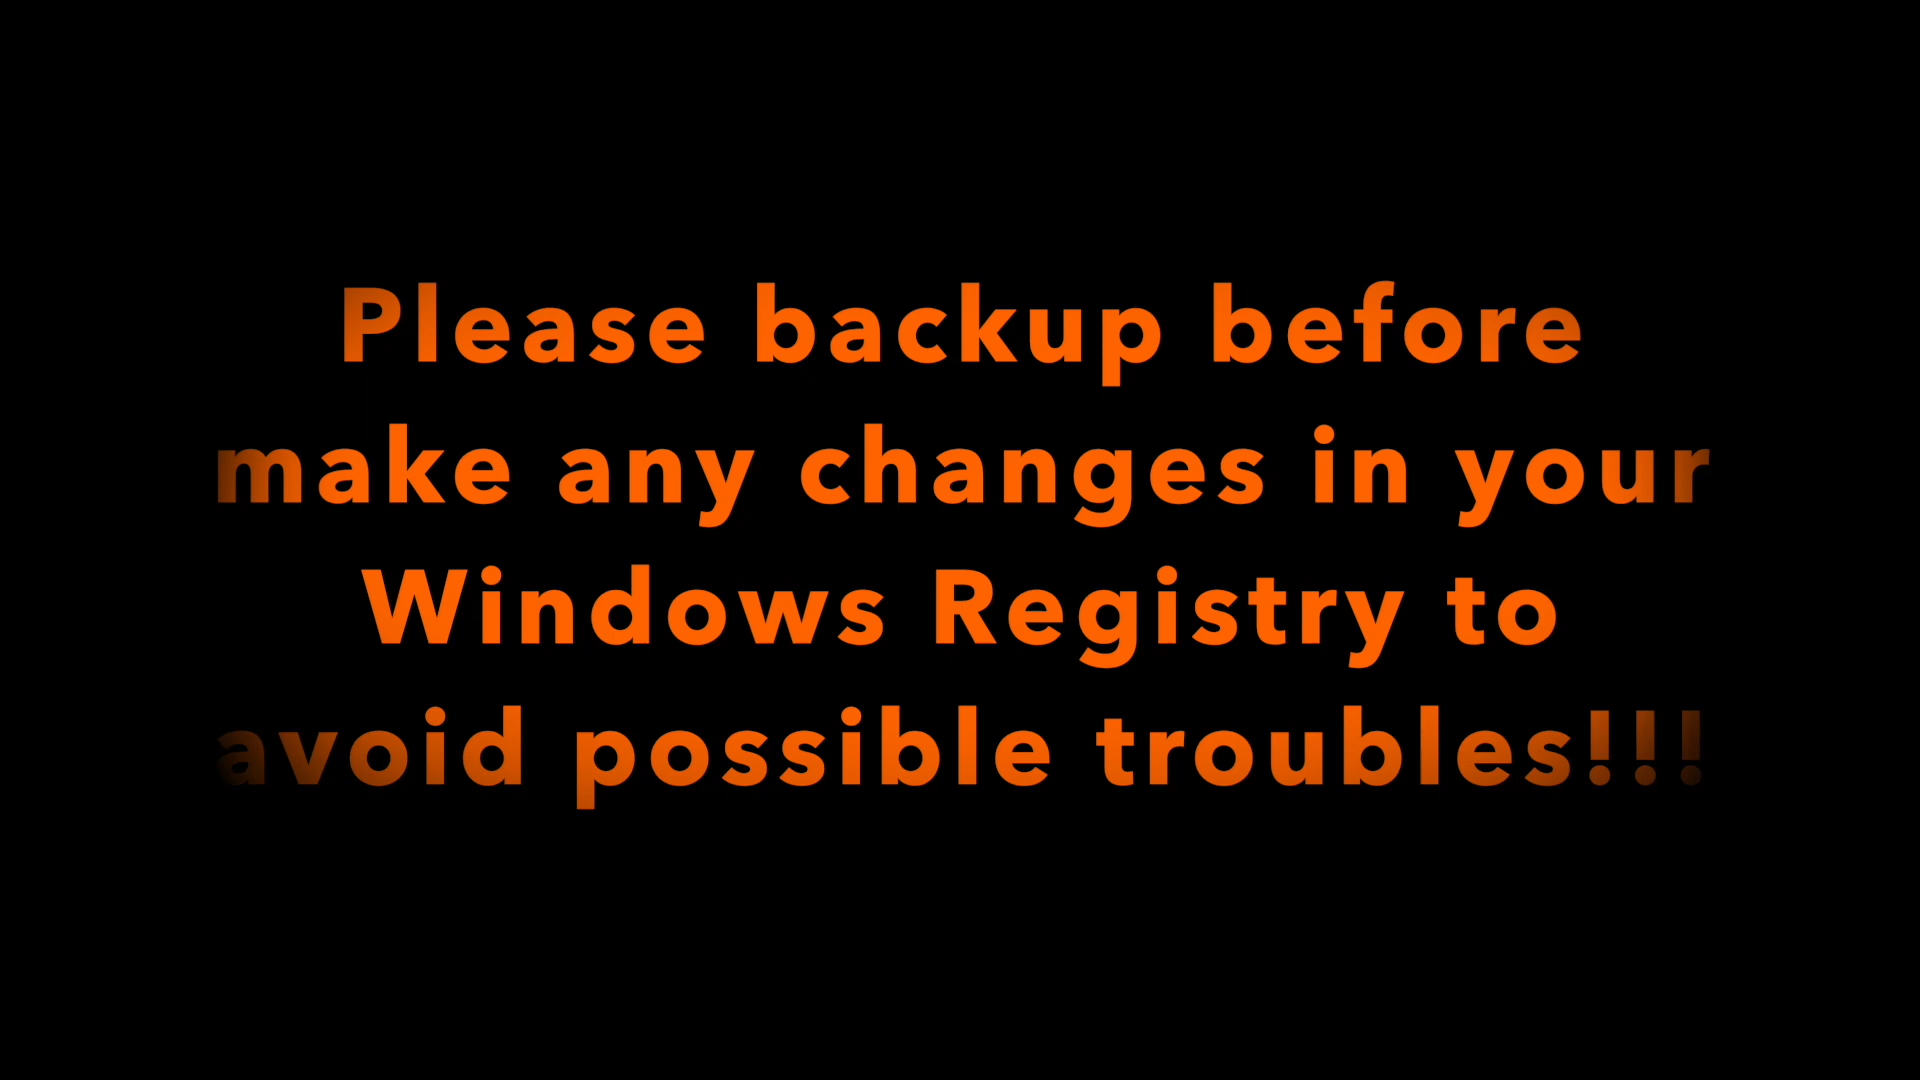 Please backup before
make any changes in your
Windows Registry to
avoid possible troubles!!!